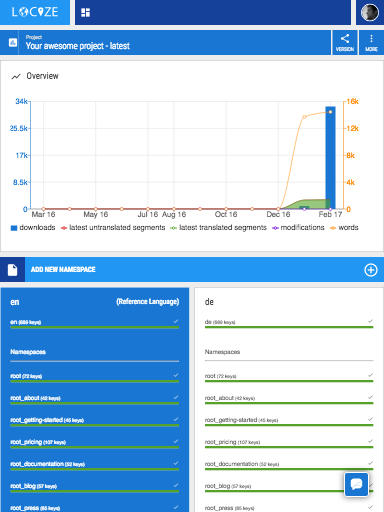 LOCIZE
Project
Your awesome project - latest
VERSION
MORE
Overview
34k
25.5k
17k
8.5k
0
16k
12k
8k
4k
0
Mar 16
May 16
Jul 16
Aug 16
Oct 16
Dec 16
Feb 17
downloads
latest untranslated segments
latest translated segments
modifications
words
ADD NEW NAMESPACE
en
(Reference Language)
en (689 keys)
Namespaces
root (72 keys)
root_about (42 keys)
root_getting-started (45 keys)
root_pricing (107 keys)
root_documentation (52 keys)
root_blog (57 keys)
root_press (65 keys)
de
de (689 keys)
Namespaces
root (72 keys)
root_about (42 keys)
root_getting-started (45 keys)
root_pricing (107 keys)
root_documentation (52 keys)
root_blog (57 keys)
root_press (65 keys)